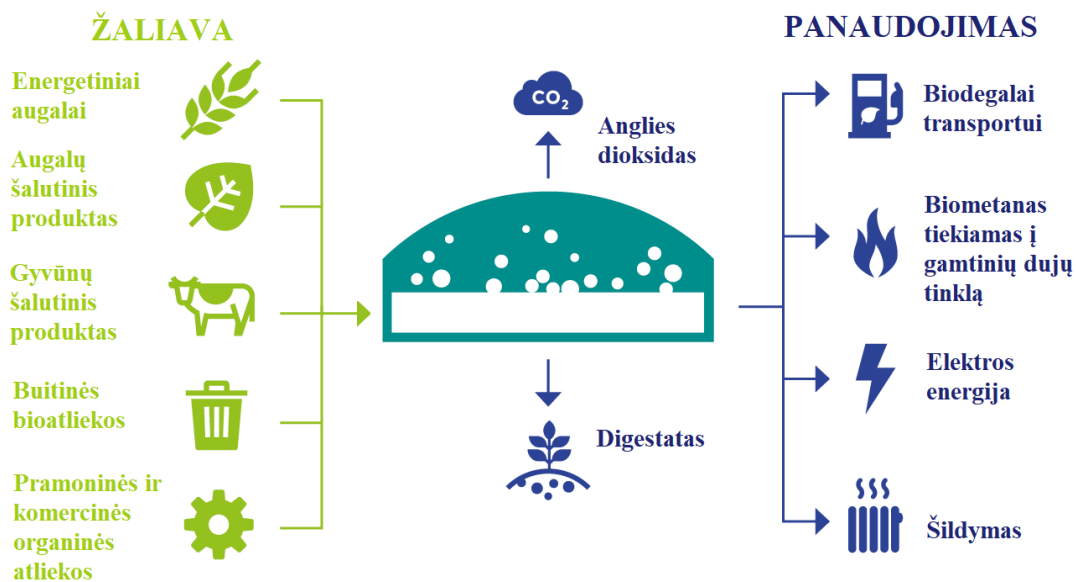 ŽALIAVA
Energetiniai
augalai
Augalų
šalutinis
produktas
Gyvūnų
šalutinis
produktas
Buitinės
bioatliekos
Pramoninės ir
komercinės
organinės
atliekos
CO₂
Anglies
dioksidas
Digestatas
PANAUDOJIMAS
Biodegalai
transportui
Biometanas
tiekiamas į
gamtinių dujų
tinklą
Elektros
energija
Šildymas